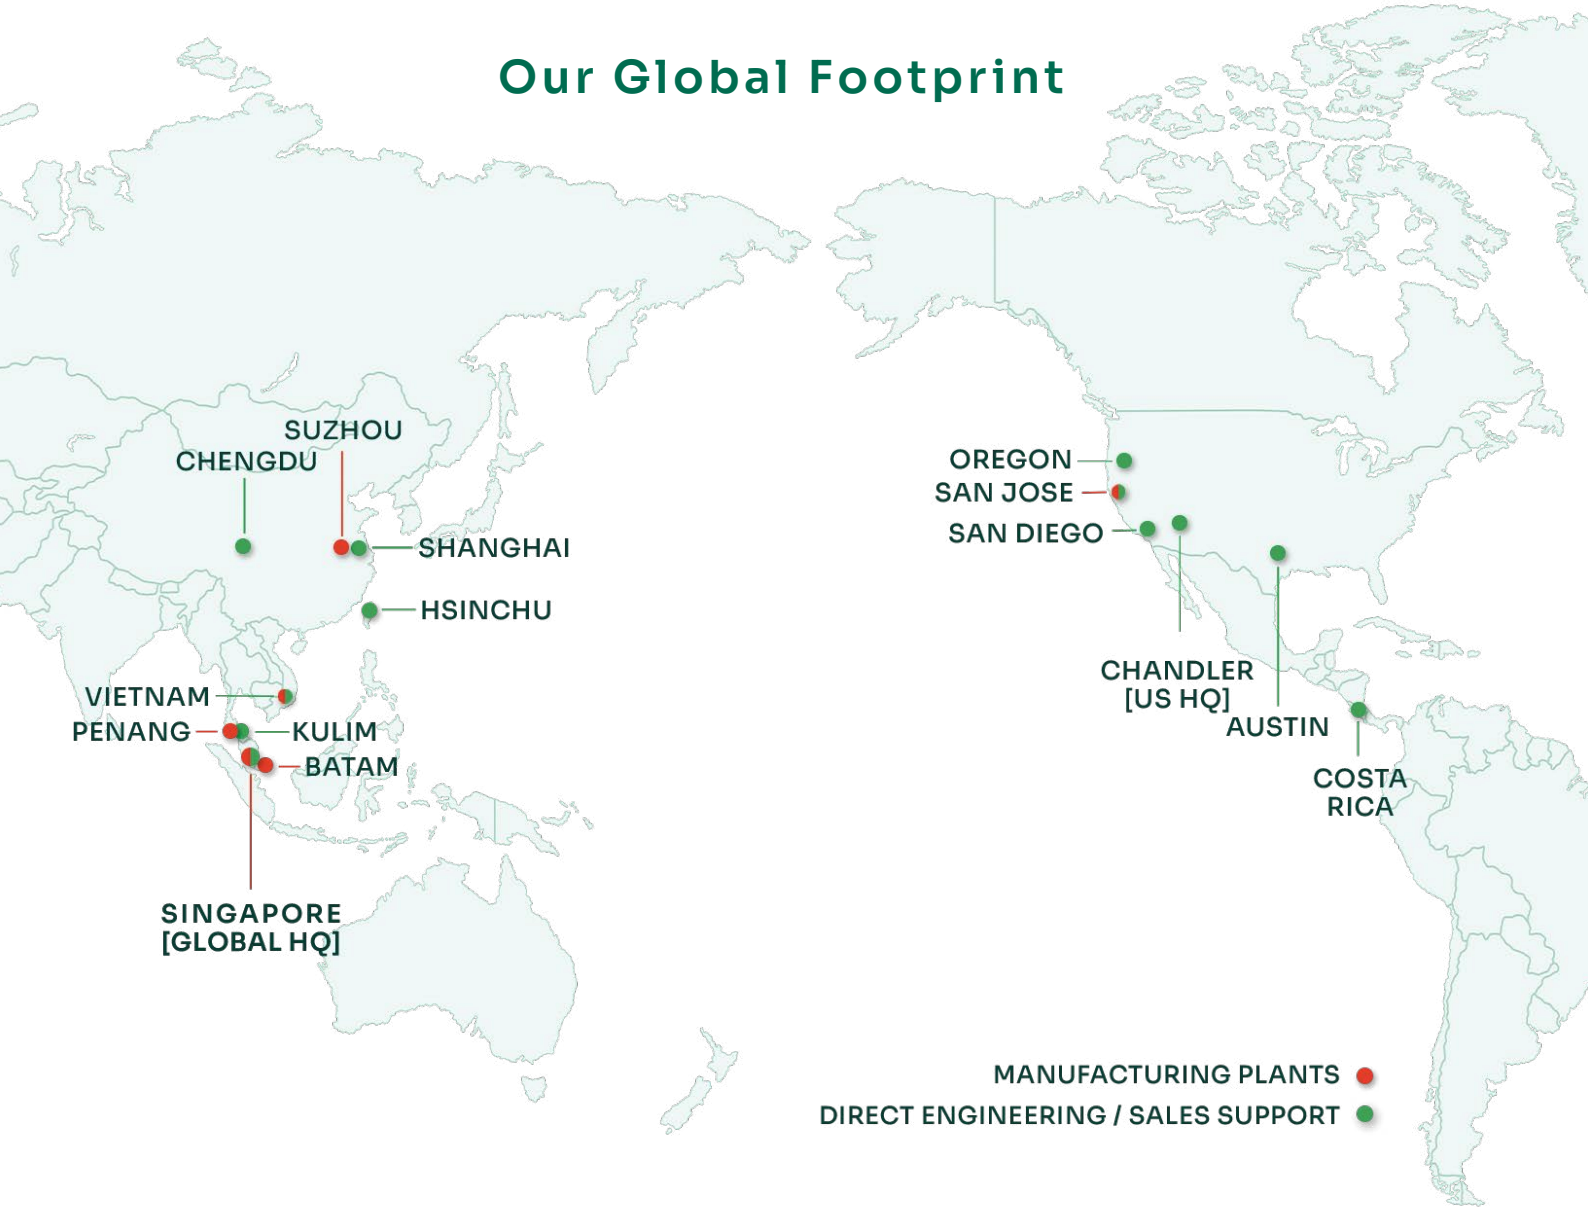 Our Global Footprint
SUZHOU
CHENGDU
SHANGHAI
HSINCHU
VIETNAM
PENANG
KULIM
BATAM
SINGAPORE
[GLOBAL HQ]
OREGON
SAN JOSE
SAN DIEGO
CHANDLER
[US HQ]
AUSTIN
COSTA
RICA
MANUFACTURING PLANTS
DIRECT ENGINEERING / SALES SUPPORT